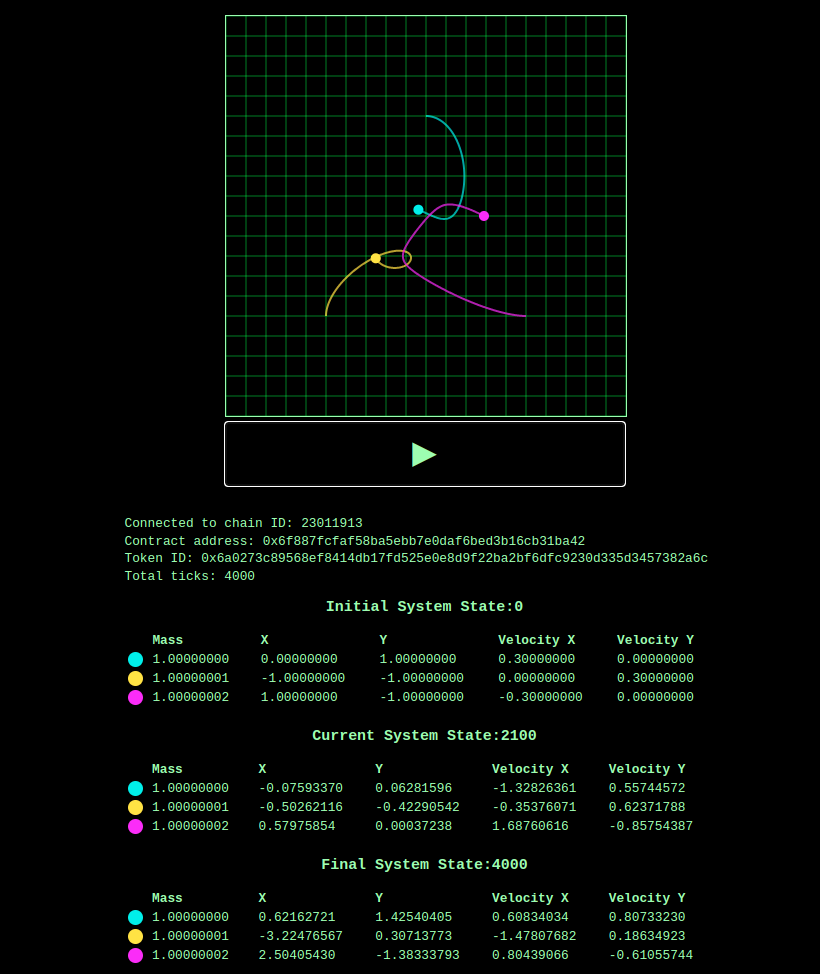 Connected to chain ID: 23011913
Contract address: 0x6f887fcfaf58ba5ebb7e0daf6bed3b16cb31ba42
Token ID: 0x6a0273c89568ef8414db17fd525e0e8d9f22ba2bf6dfc9230d335d3457382a6c
Total ticks: 4000
Initial System State:0
Mass X Y Velocity X Velocity Y
1.00000000 0.00000000 1.00000000 0.30000000 0.00000000
1.00000001 -1.00000000 -1.00000000 0.00000000 0.30000000
1.00000002 1.00000000 -1.00000000 -0.30000000 0.00000000
Current System State:2100
Mass X Y Velocity X Velocity Y
1.00000000 -0.07593370 0.06281596 -1.32826361 0.55744572
1.00000001 -0.50262116 -0.42290542 -0.35376071 0.62371788
1.00000002 0.57975854 0.00037238 1.68760616 -0.85754387
Final System State:4000
Mass X Y Velocity X Velocity Y
1.00000000 0.62162721 1.42540405 0.60834034 0.80733230
1.00000001 -3.22476567 0.30713773 -1.47807682 0.18634923
1.00000002 2.50405430 -1.38333793 0.80439066 -0.61055744